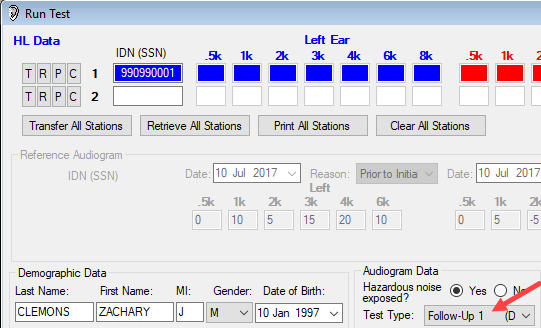 Run Test
HL Data
IDN (SSN)
Left Ear
.5k 1k 2k 3k 4k 6k 8k .5k 1k 2
T R P C 1 990990001
T R P C 2
Transfer All Stations Retrieve All Stations Print All Stations Clear All Stations
Reference Audiogram
IDN (SSN) Date: 10 Jul 2017 Reason: Prior to Initia Date: 10 Jul 2017
Left
.5k 1k 2k 3k 4k 6k .5k 1k 2k
0 10 5 15 20 10 0 5 -5
Demographic Data
Last Name: First Name: MI: Gender: Date of Birth:
CLEMONS ZACHARY J M 10 Jan 1997
Audiogram Data
Hazardous noise
exposed? Yes No
Test Type: Follow-Up 1 (D